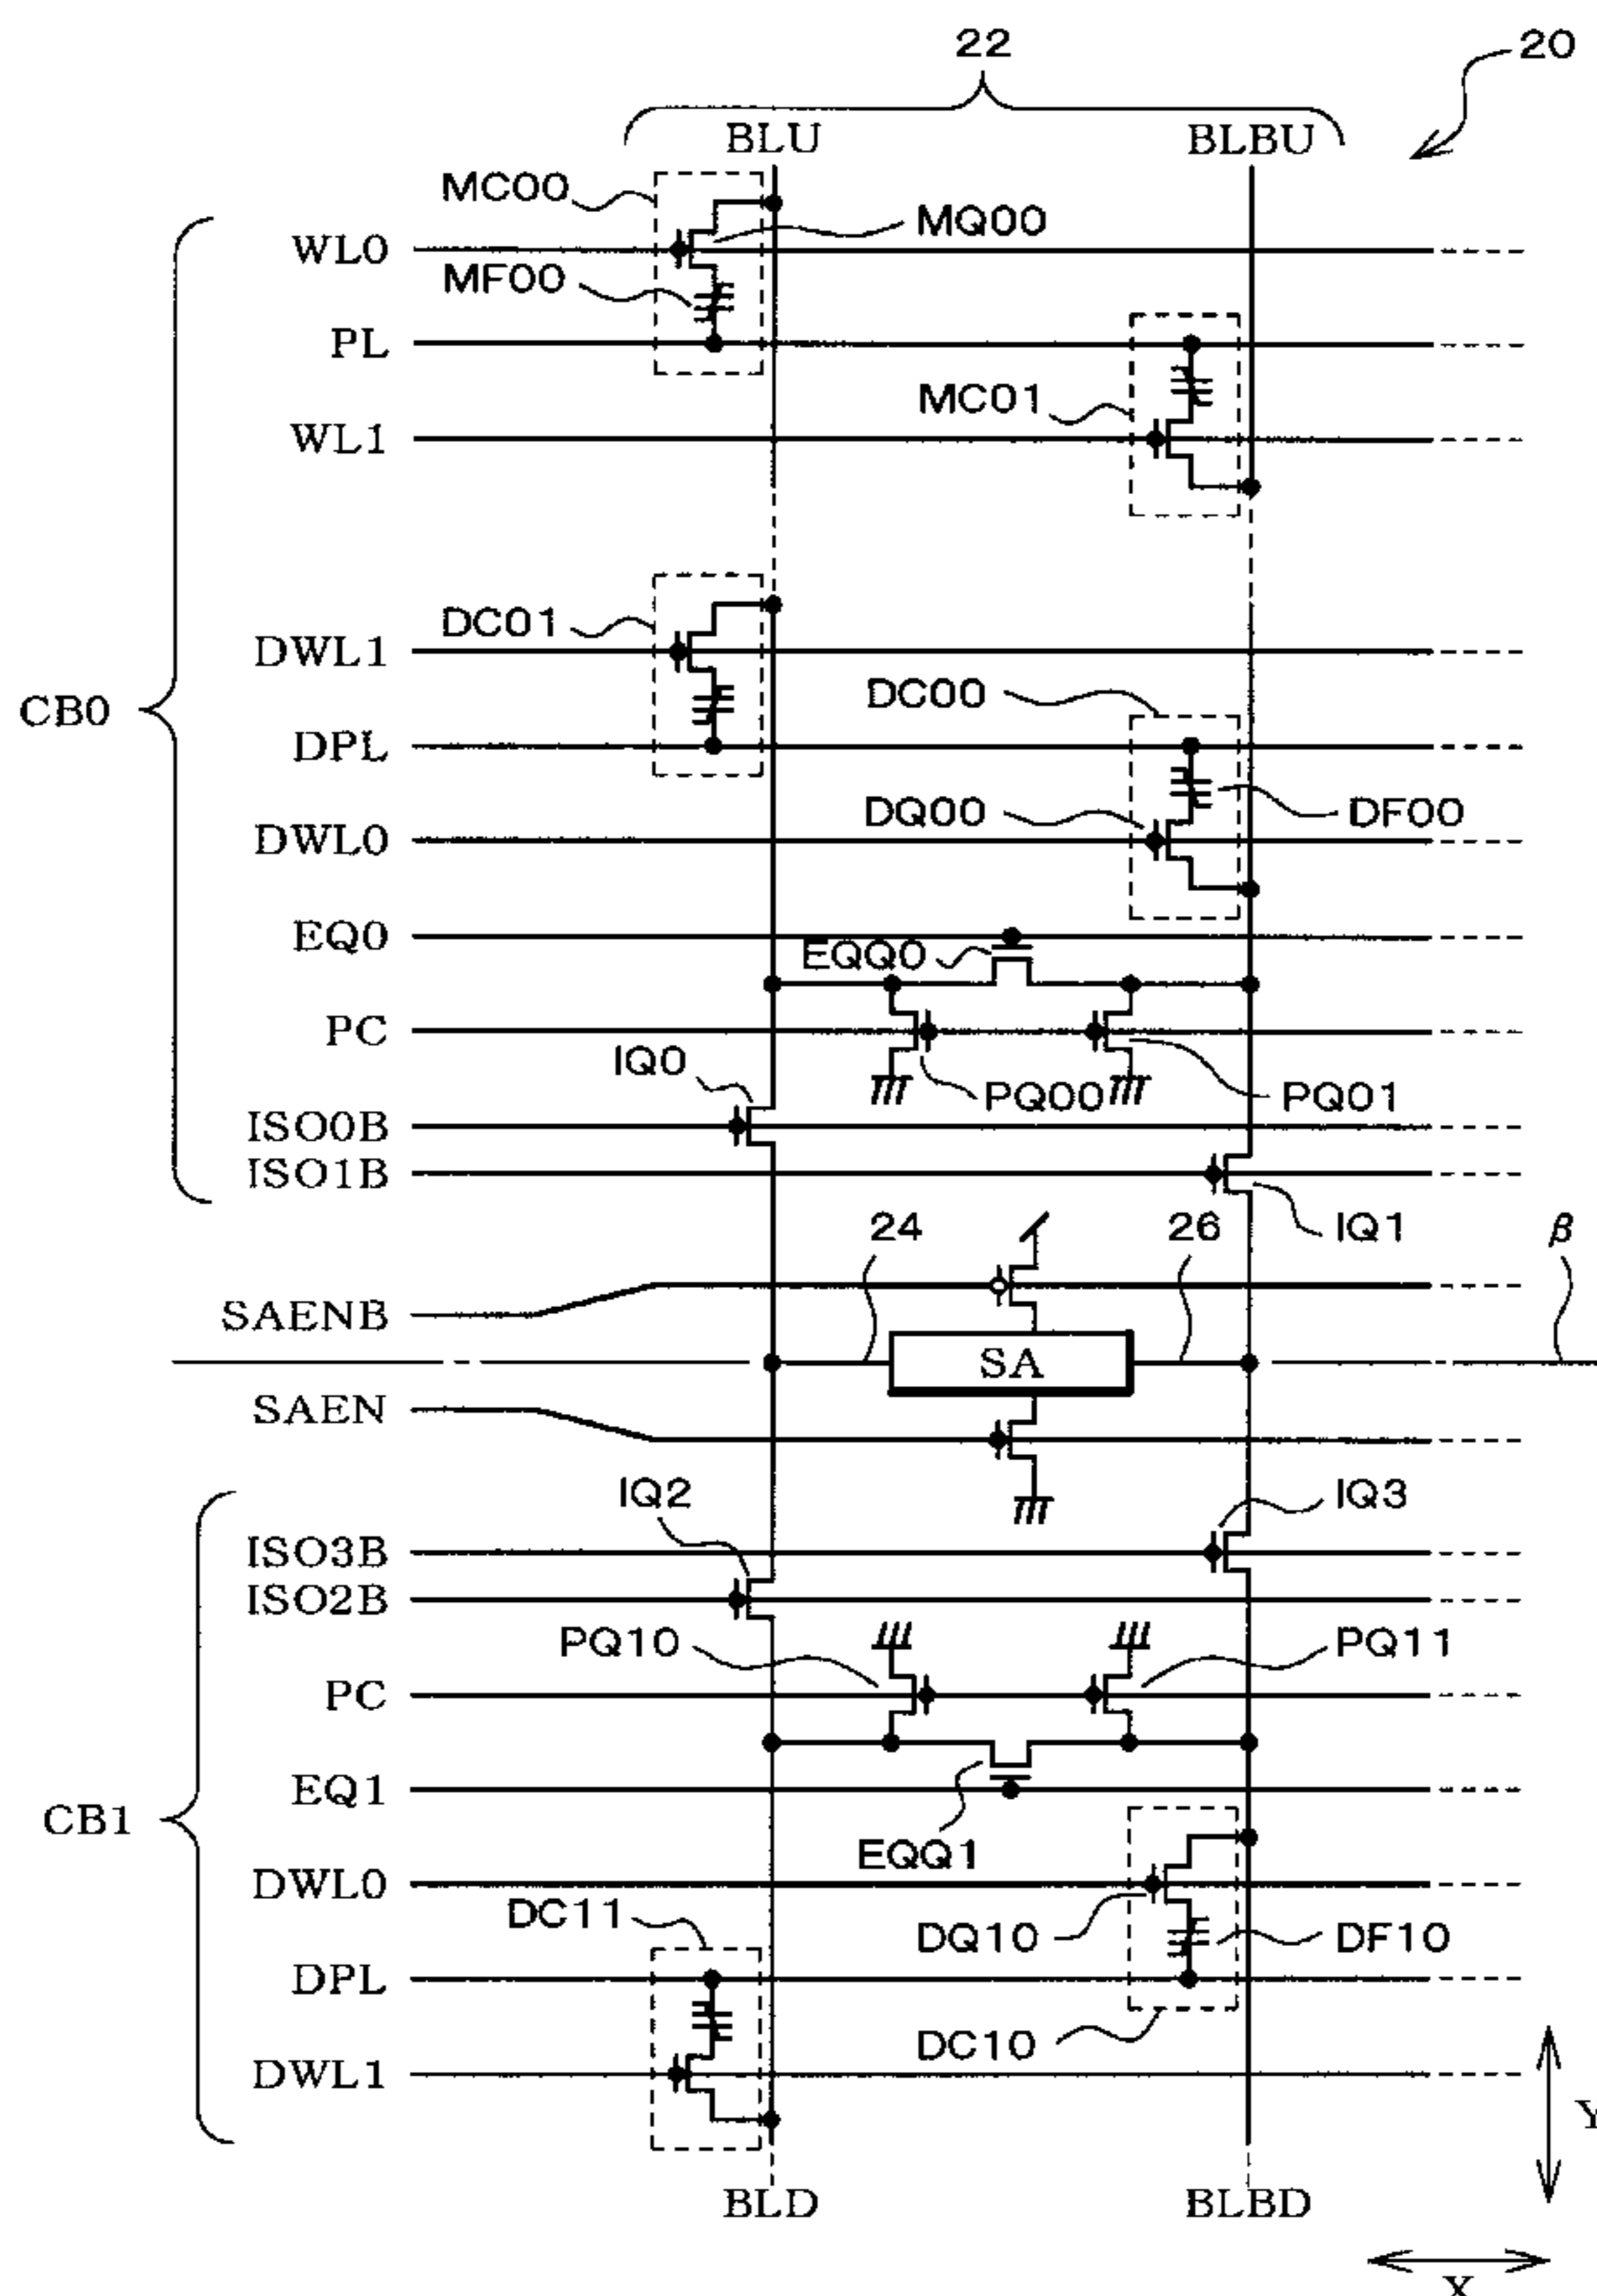 22
20
BLU
BLBU
MC00
WL0
MQ00
MF00
PL
MC01
WL1
DC01
DWL1
DC00
CB0
DPL
DQ00
DF00
DWL0
EQ0
EQQ0
PC
IQ0
PQ00
PQ01
ISO0B
ISO1B
24
26
IQ1
β
SAENB
SA
SAEN
IQ2
IQ3
ISO3B
ISO2B
PQ10
PQ11
PC
EQ1
CB1
EQQ1
DWL0
DC11
DQ10
DF10
DPL
DC10
DWL1
Y
BLD
BLBD
X